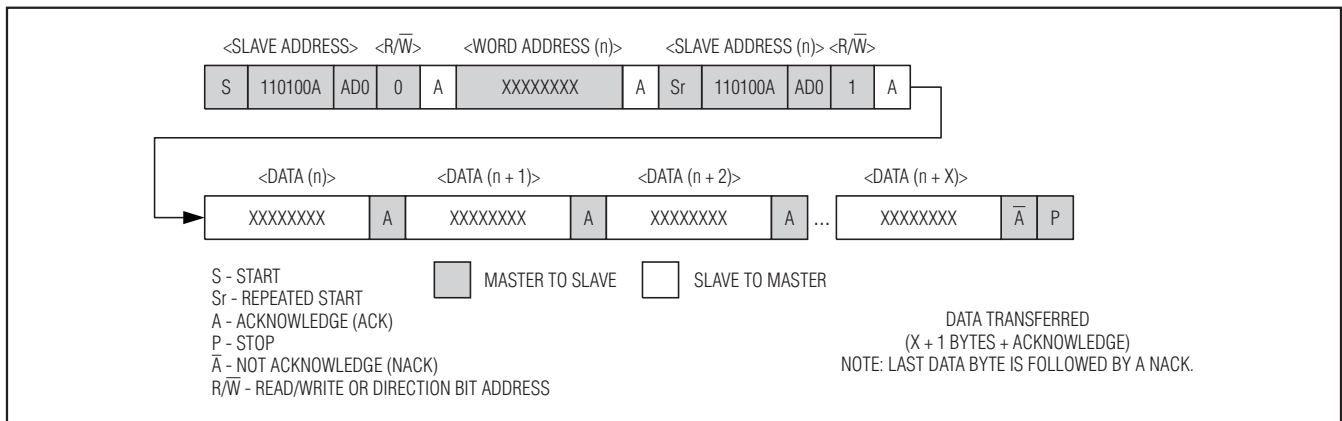 <SLAVE ADDRESS> <R/W̅> <WORD ADDRESS (n)> <SLAVE ADDRESS (n)> <R/W̅>
S 110100A AD0 0 A XXXXXXXX A Sr 110100A AD0 1 A
<DATA (n)> <DATA (n + 1)> <DATA (n + 2)> <DATA (n + X)>
XXXXXXXX A XXXXXXXX A XXXXXXXX A ... XXXXXXXX A̅ P
S - START
Sr - REPEATED START
A - ACKNOWLEDGE (ACK)
P - STOP
A̅ - NOT ACKNOWLEDGE (NACK)
R/W̅ - READ/WRITE OR DIRECTION BIT ADDRESS
MASTER TO SLAVE SLAVE TO MASTER
DATA TRANSFERRED
(X + 1 BYTES + ACKNOWLEDGE)
NOTE: LAST DATA BYTE IS FOLLOWED BY A NACK.